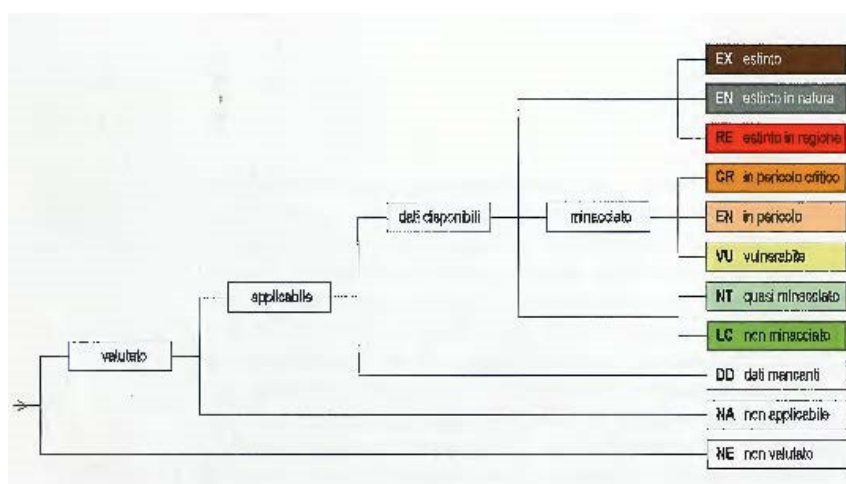 EX estinto
EN estinto in natura
RE estinto in regione
CR in pericolo critico
dati disponibili
minacciato
EN in pericolo
VU vulnerabile
applicabile
NT quasi minacciato
LC non minacciato
valutato
DD dati mancanti
NA non applicabile
NE non valutato